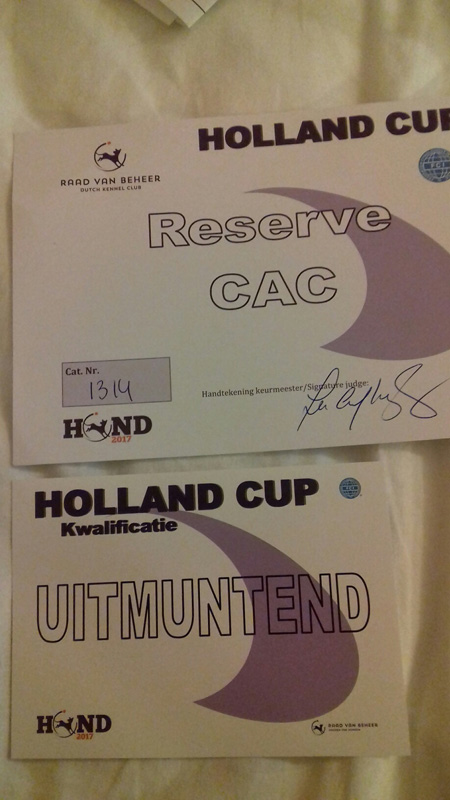 HOLLAND CUP
FCI
RAAD VAN BEHEER
DUTCH KENNEL CLUB
Reserve
CAC
Cat. Nr.
1314
Handtekening keurmeester/Signature judge:
HOND
2017
HOLLAND CUP
Kwalificatie
UITMUNTEND
HOND
2017
RAAD VAN BEHEER